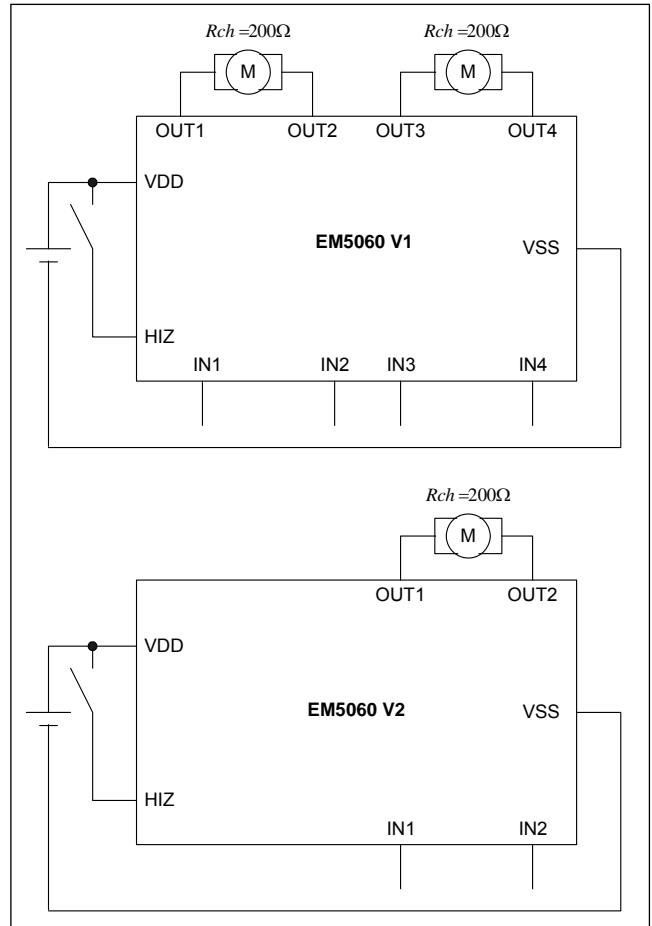 Rch =200Ω Rch =200Ω
M M
OUT1 OUT2 OUT3 OUT4
VDD
EM5060 V1
VSS
HIZ
IN1 IN2 IN3 IN4
Rch =200Ω
M
OUT1 OUT2
VDD
EM5060 V2
VSS
HIZ
IN1 IN2